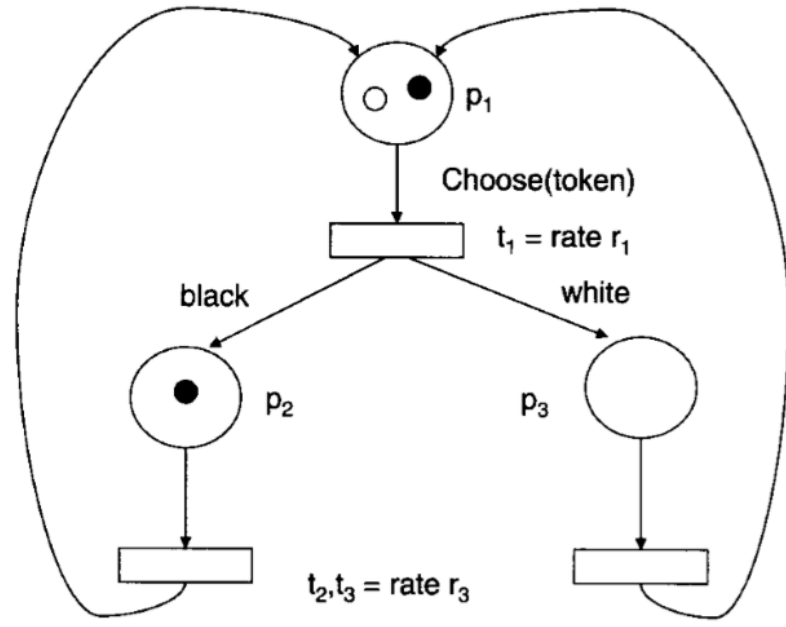 p₁
Choose(token)
t₁ = rate r₁
black
white
p₂
p₃
t₂,t₃ = rate r₃